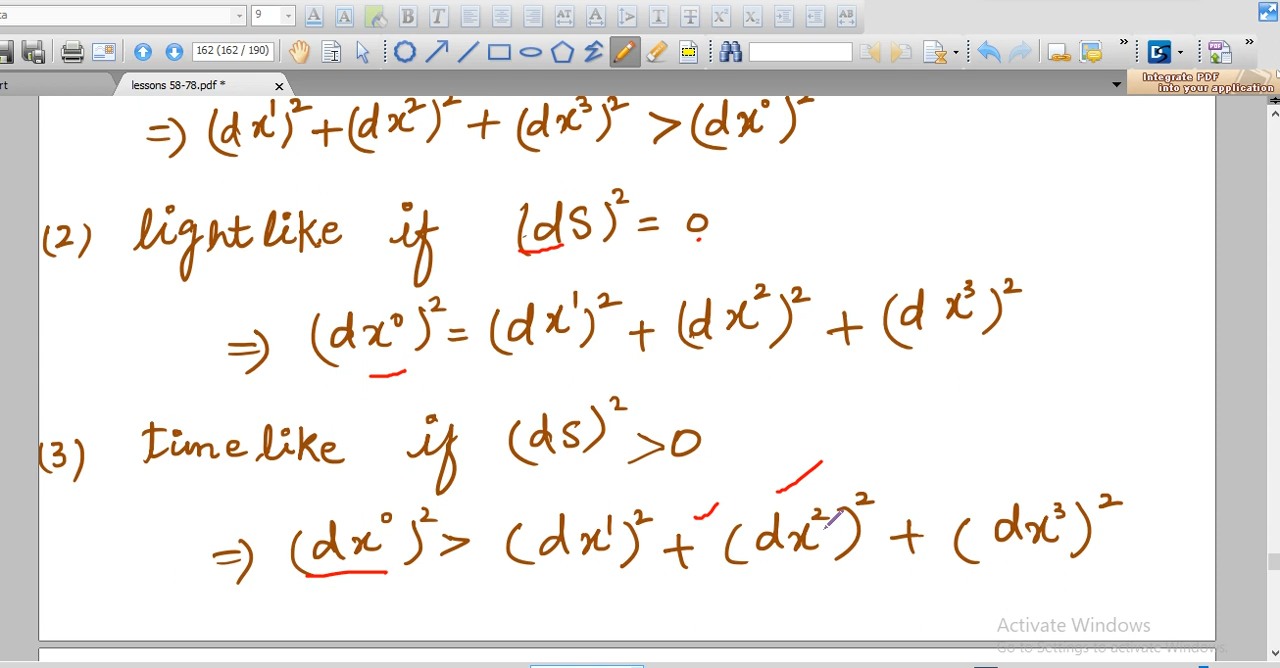 9
162 (162 / 190)
Integrate PDF
into your application
lessons 58-78.pdf *
=> (dx¹)² + (dx²)² + (dx³)² > (dx⁰)²
(2) lightlike if (dS)² = 0
=> (dx⁰)² = (dx¹)² + (dx²)² + (dx³)²
(3) timelike if (dS)² > 0
=> (dx⁰)² > (dx¹)² + (dx²)² + (dx³)²
Activate Windows
Go to Settings to activate Windows.